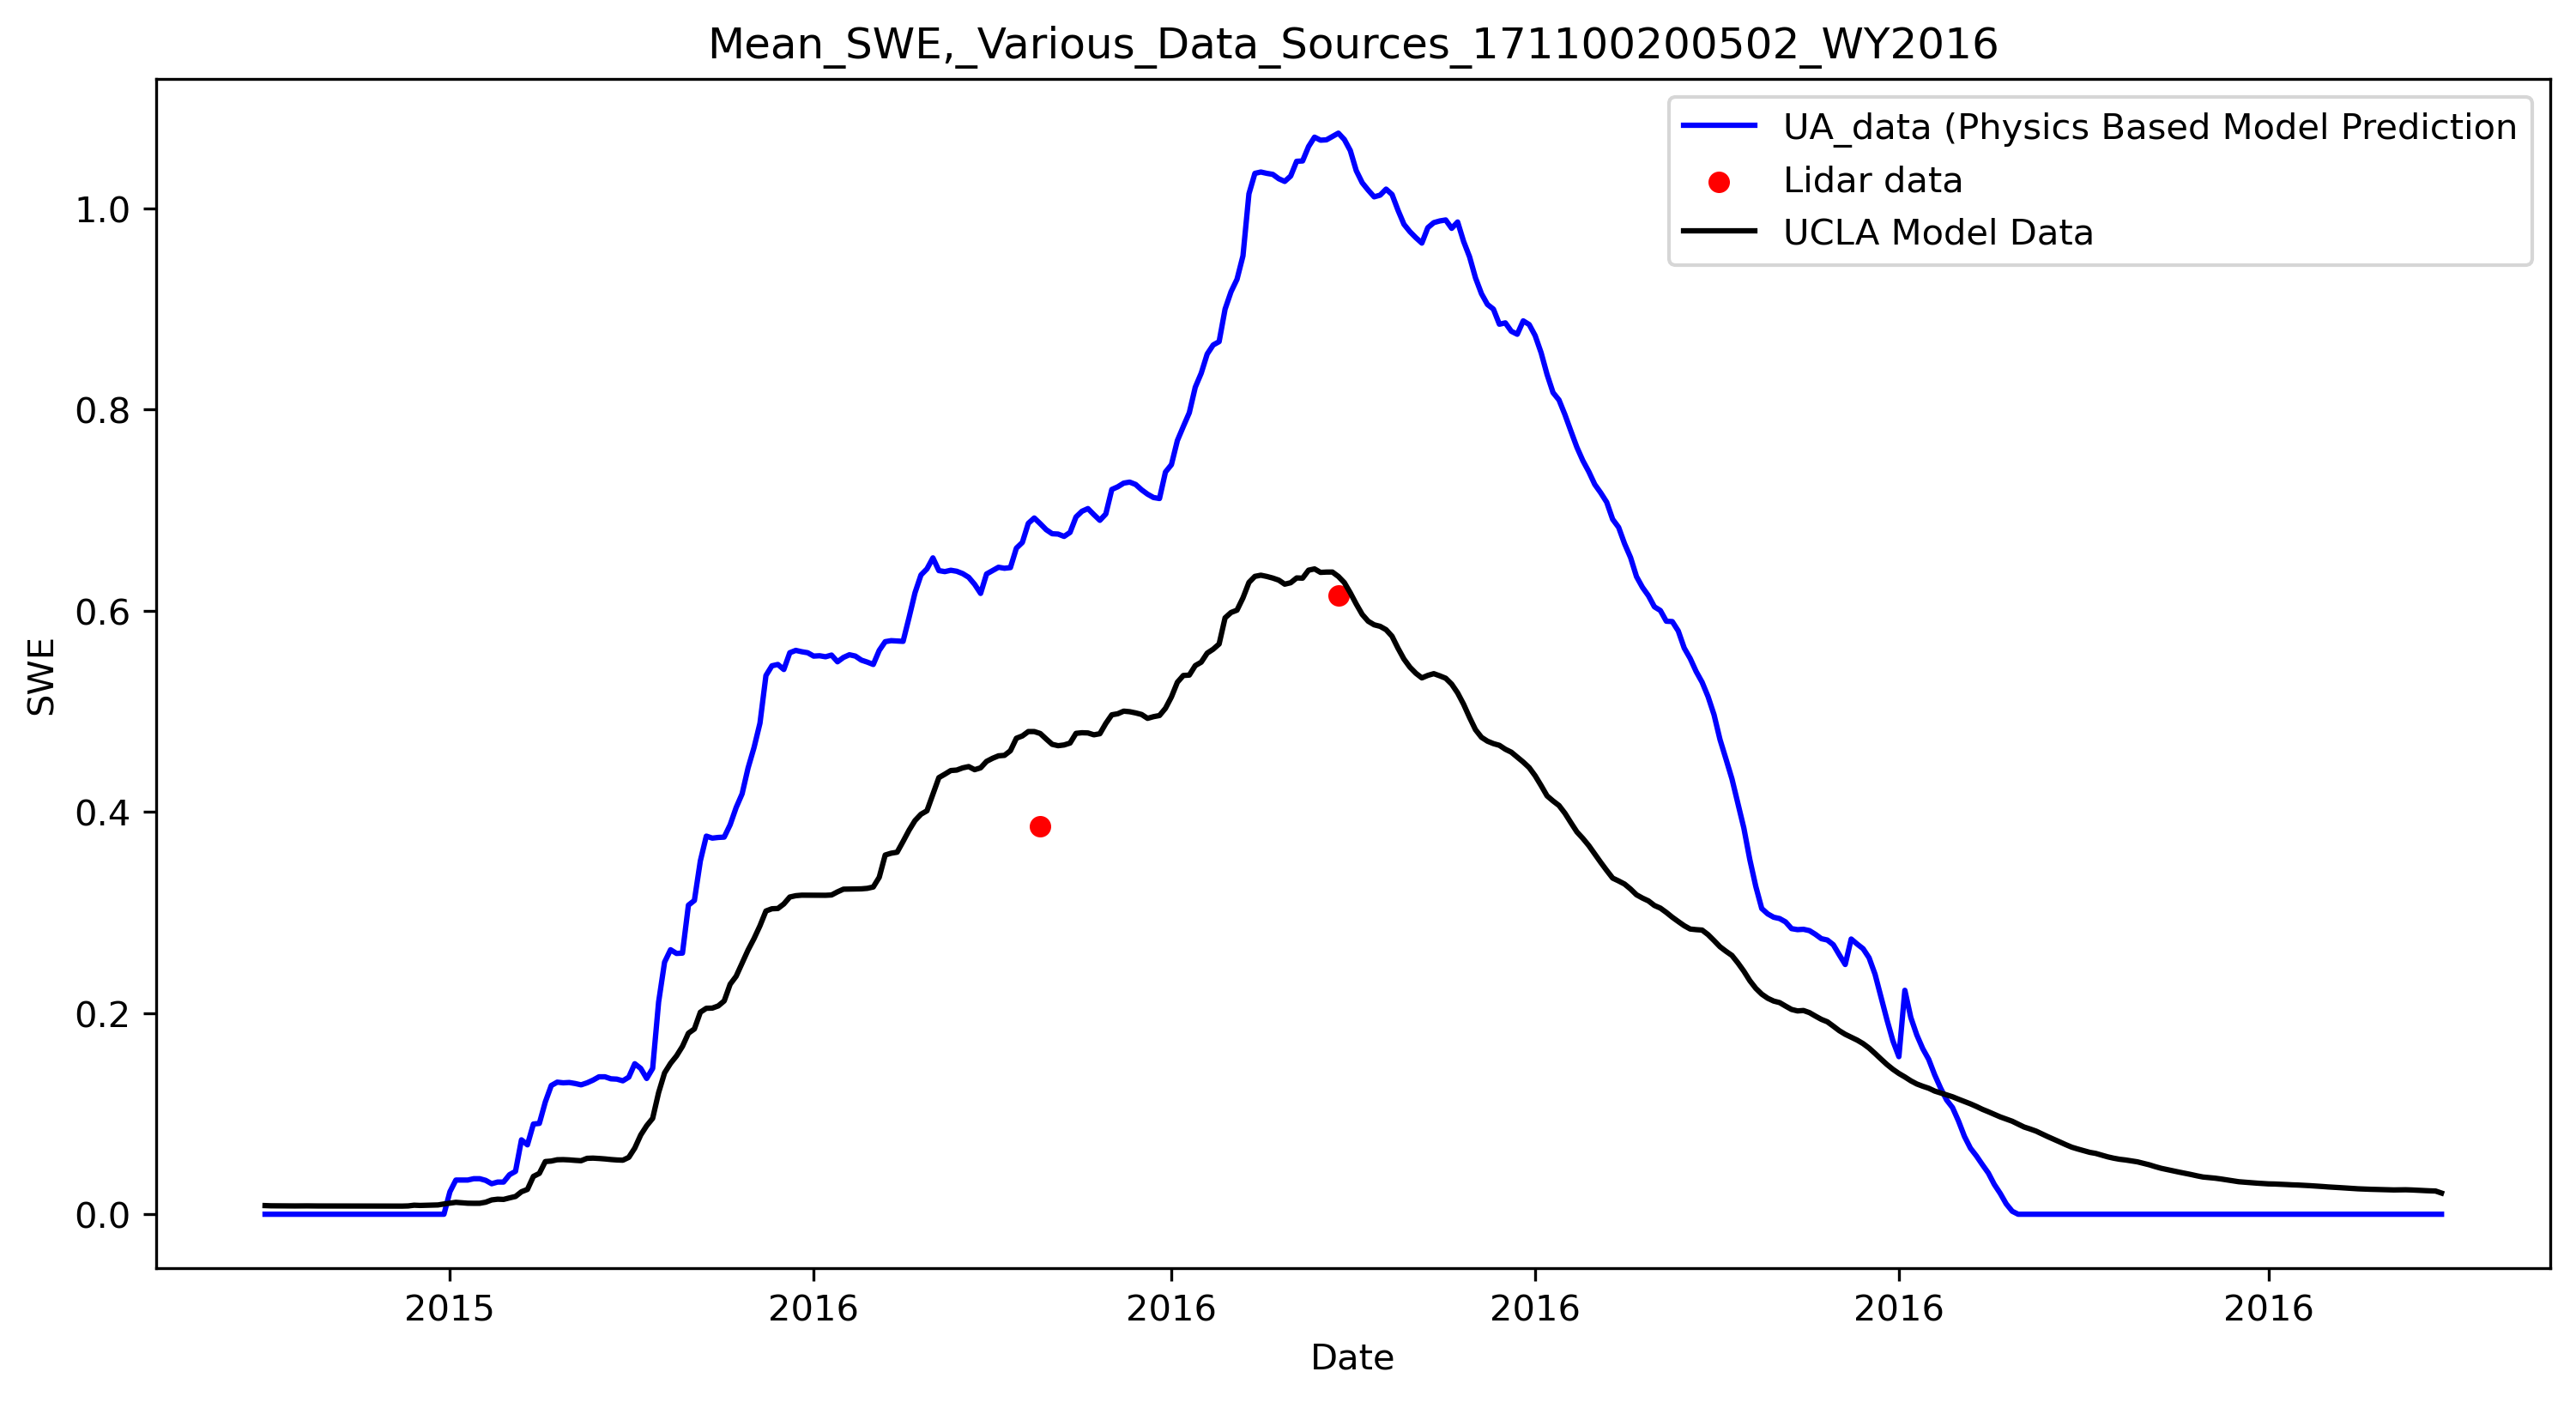 Mean_SWE,_Various_Data_Sources_171100200502_WY2016
UA_data (Physics Based Model Prediction
Lidar data
UCLA Model Data
SWE
1.0
0.8
0.6
0.4
0.2
0.0
2015 2016 2016 2016 2016 2016
Date